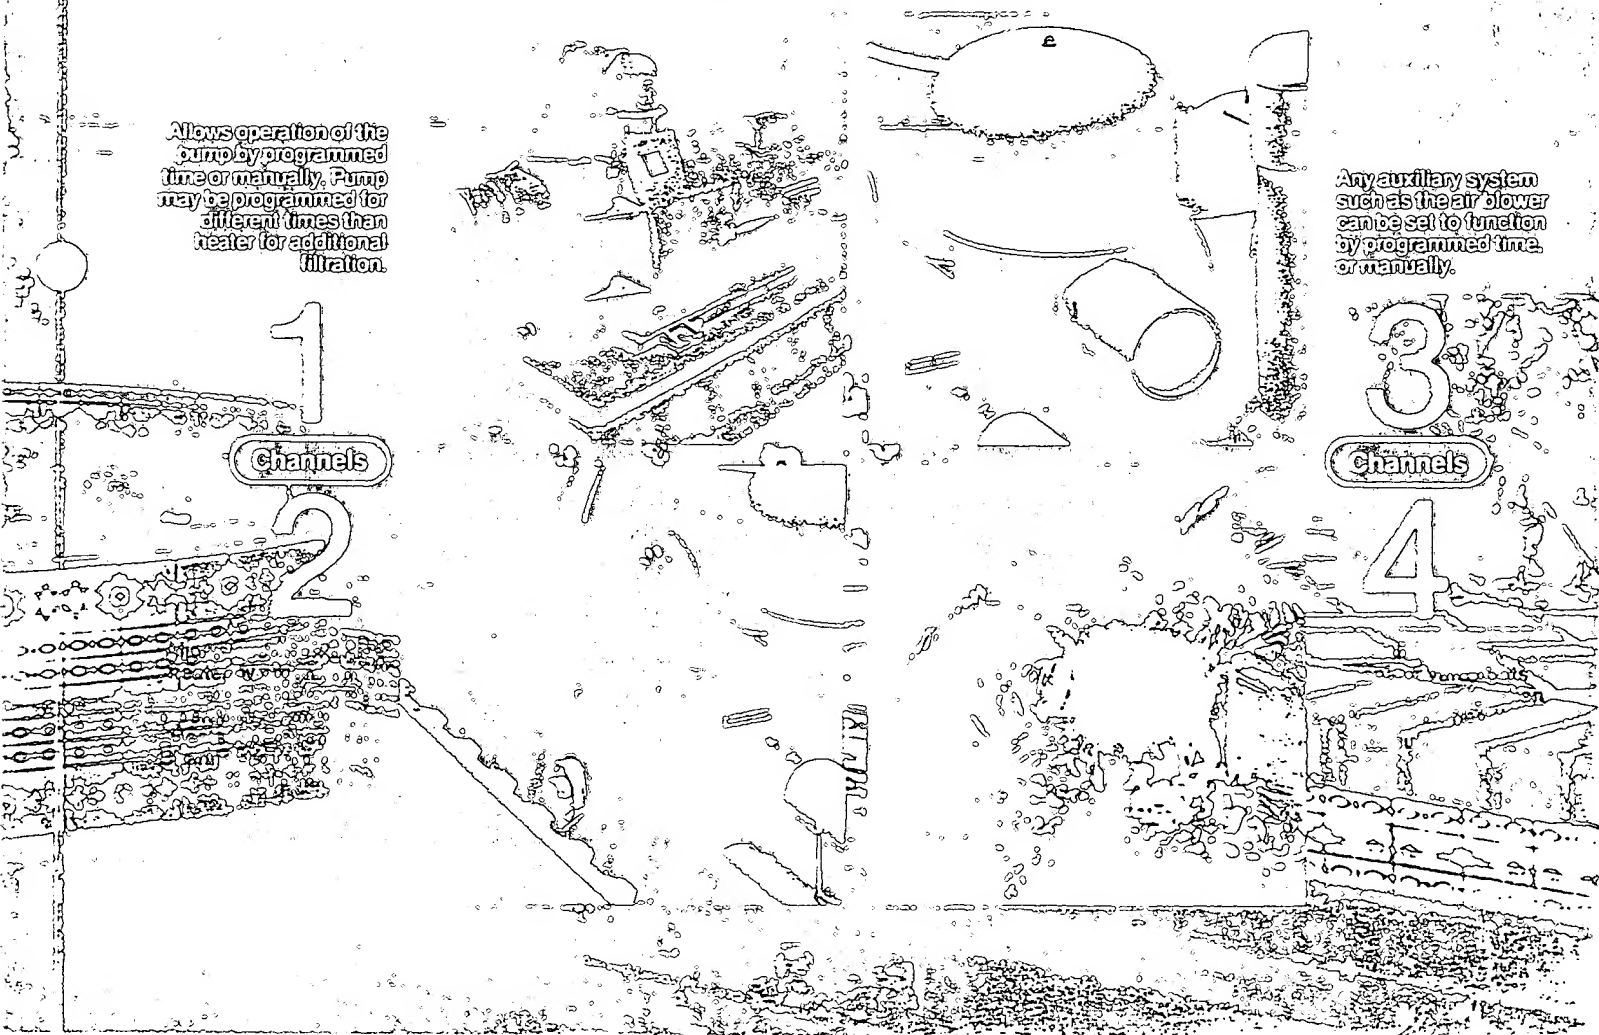 Allows operation of the
pump by programmed
time or manually. Pump
may be programmed for
different times than
heater for additional
filtration.
1
Channels
2
Any auxiliary system
such as the air blower
can be set to function
by programmed time.
or manually.
3
Channels
4